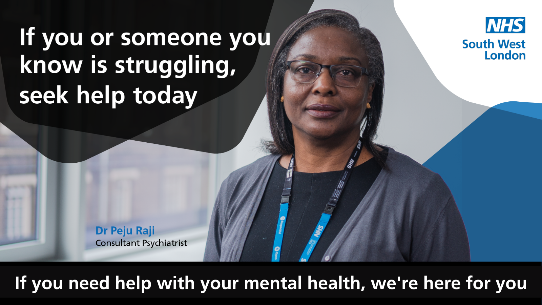 If you or someone you
know is struggling,
seek help today
NHS
South West
London
Dr Peju Raji
Consultant Psychiatrist
NHS
If you need help with your mental health, we're here for you